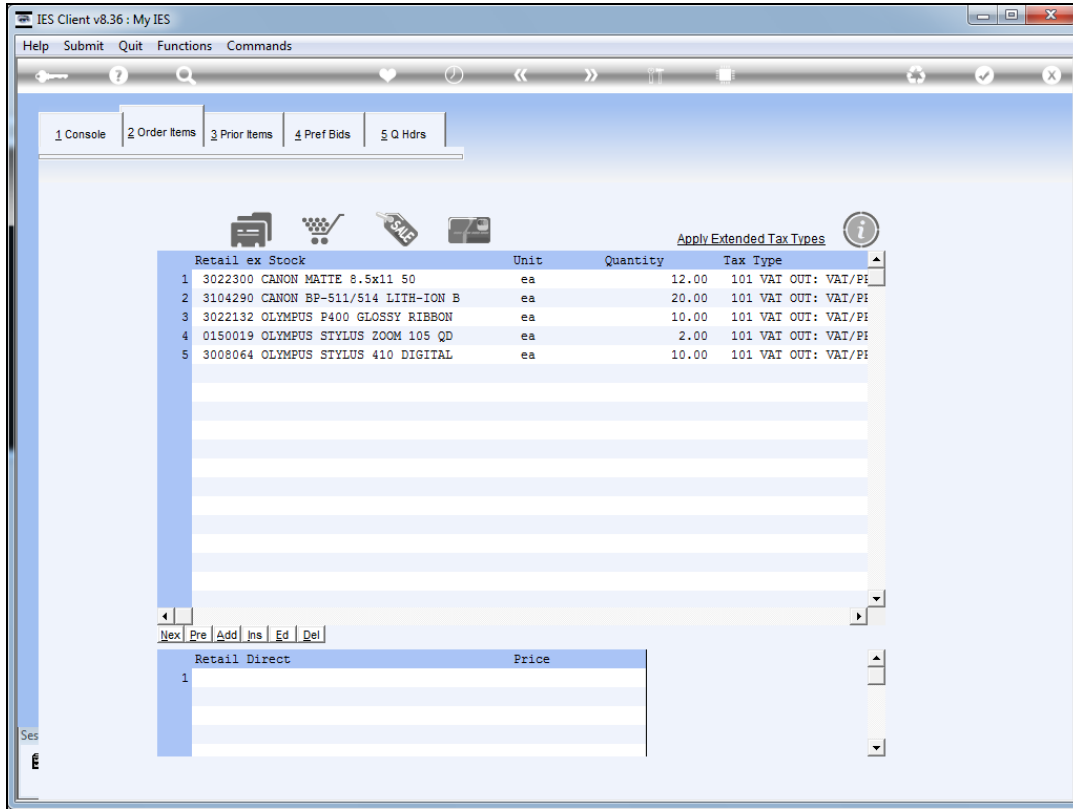 IES Client v8.36 : My IES
Help Submit Quit Functions Commands
1 Console 2 Order Items 3 Prior Items 4 Pref Bids 5 Q Hdrs
SALE
Apply Extended Tax Types
Retail ex Stock Unit Quantity Tax Type
1 3022300 CANON MATTE 8.5x11 50 ea 12.00 101 VAT OUT: VAT/PE
2 3104290 CANON BP-511/514 LITH-ION B ea 20.00 101 VAT OUT: VAT/PE
3 3022132 OLYMPUS P400 GLOSSY RIBBON ea 10.00 101 VAT OUT: VAT/PE
4 0150019 OLYMPUS STYLUS ZOOM 105 QD ea 2.00 101 VAT OUT: VAT/PE
5 3008064 OLYMPUS STYLUS 410 DIGITAL ea 10.00 101 VAT OUT: VAT/PE
Nex Pre Add Ins Ed Del
Retail Direct Price
1
Ses